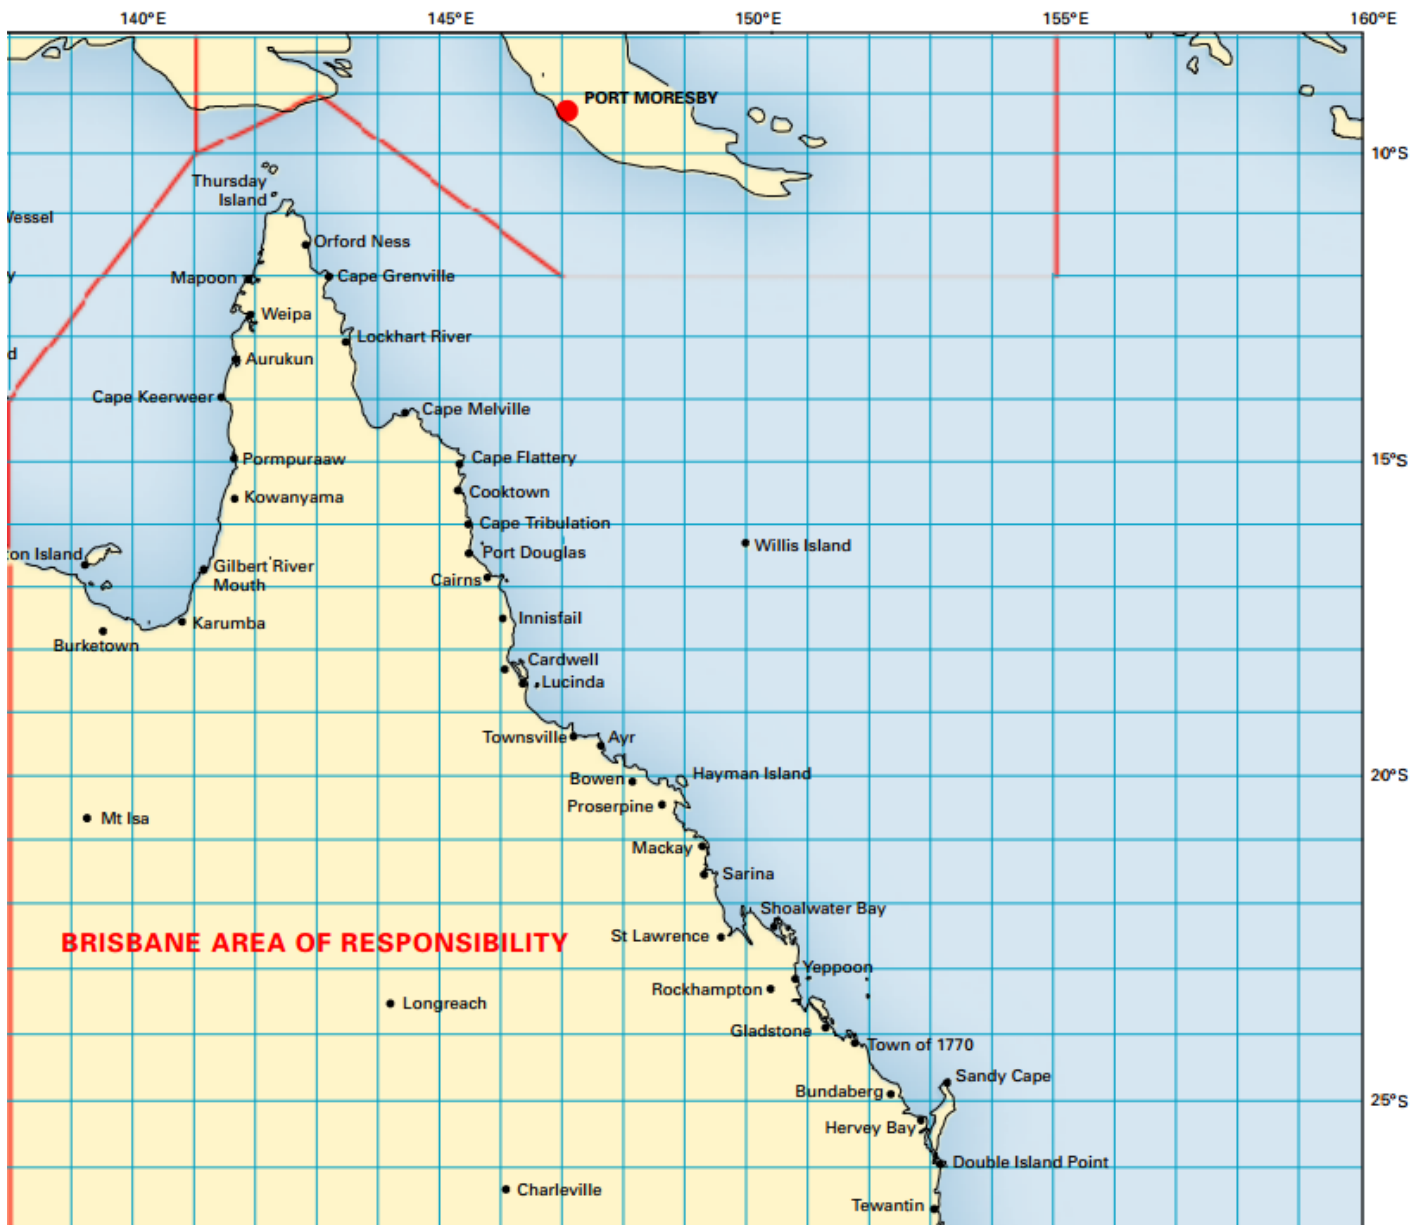 140°E
145°E
150°E
155°E
160°E
PORT MORESBY
10°S
Thursday
Island
Vessel
Orford Ness
Mapoon
Cape Grenville
y
Weipa
Lockhart River
d
Aurukun
Cape Keerweer
Cape Melville
Pormpuraaw
Cape Flattery
15°S
Kowanyama
Cooktown
Cape Tribulation
ton Island
Port Douglas
Willis Island
Gilbert River
Mouth
Cairns
Karumba
Innisfail
Burketown
Cardwell
Lucinda
Townsville
Ayr
Bowen
Hayman Island
20°S
Proserpine
Mt Isa
Mackay
Sarina
Shoalwater Bay
St Lawrence
BRISBANE AREA OF RESPONSIBILITY
Yeppoon
Rockhampton
Longreach
Gladstone
Town of 1770
Sandy Cape
Bundaberg
25°S
Hervey Bay
Double Island Point
Charleville
Tewantin